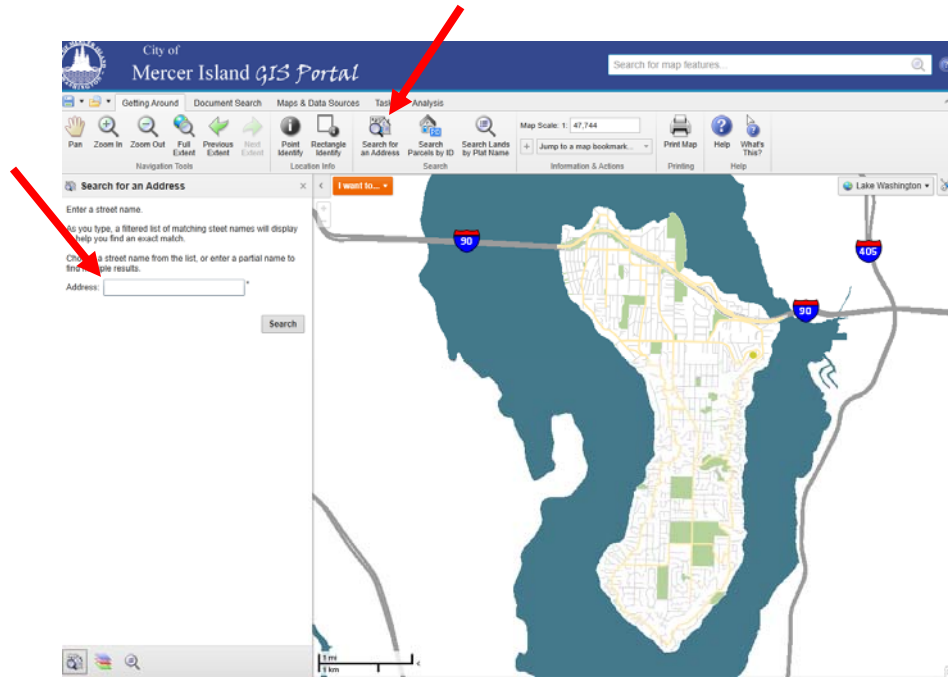 City of
Mercer Island GIS Portal
Search for map features...
Getting Around Document Search Maps & Data Sources Analysis
Pan Zoom In Zoom Out Full Extent Previous Extent Next Extent
Navigation Tools
Point Identify Rectangle Identify
Location Info
Search for an Address Search Parcels by ID Search Lands by Plat Name
Search
Map Scale: 1: 47,744
Jump to a map bookmark...
Information & Actions
Print Map
Printing
Help What's This?
Help
Search for an Address
I want to...
Lake Washington
Enter a street name.
As you type, a filtered list of matching steet names will display
help you find an exact match.
a street name from the list, or enter a partial name to
find results.
Address: *
Search
90
405
90
1 mi
1 km